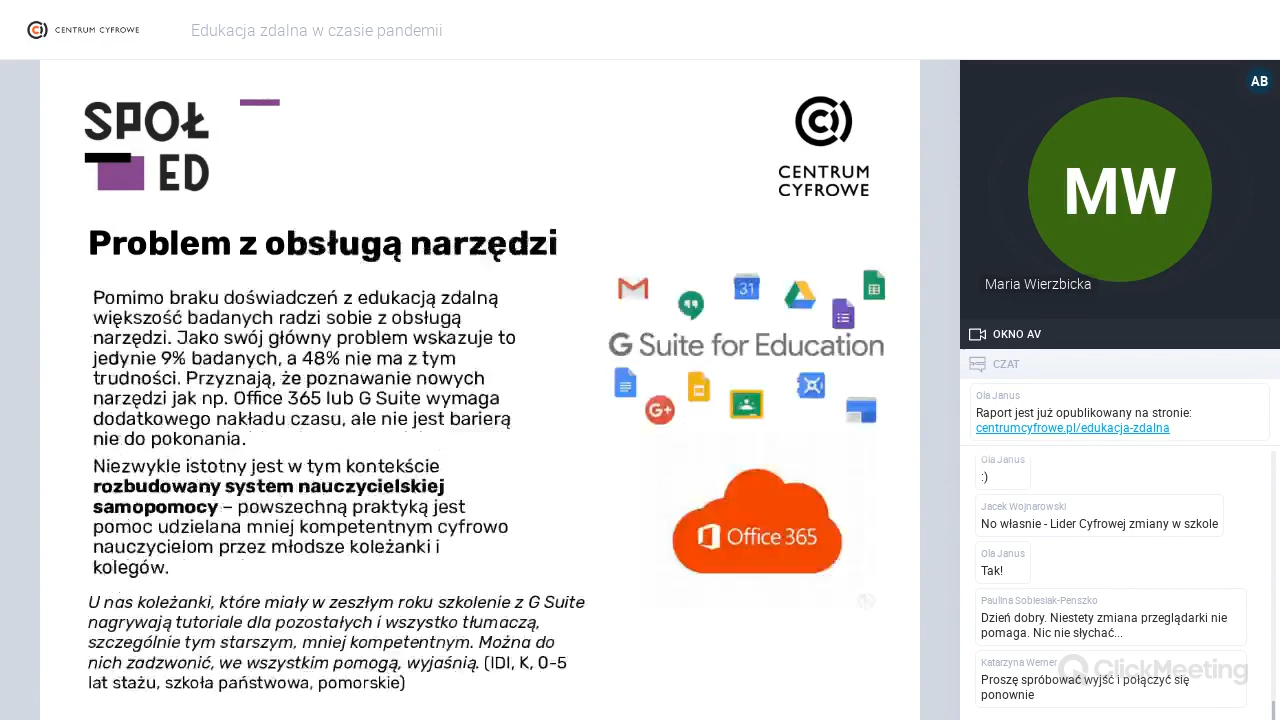 CENTRUM CYFROWE
Edukacja zdalna w czasie pandemii
SPOŁ
ED
CENTRUM
CYFROWE
Problem z obsługą narzędzi
Pomimo braku doświadczeń z edukacją zdalną
większość badanych radzi sobie z obsługą
narzędzi. Jako swój główny problem wskazuje to
jedynie 9% badanych, a 48% nie ma z tym
trudności. Przyznają, że poznawanie nowych
narzędzi jak np. Office 365 lub G Suite wymaga
dodatkowego nakładu czasu, ale nie jest barierą
nie do pokonania.
Niezwykle istotny jest w tym kontekście
rozbudowany system nauczycielskiej
samopomocy – powszechną praktyką jest
pomoc udzielana mniej kompetentnym cyfrowo
nauczycielom przez młodsze koleżanki i
kolegów.
U nas koleżanki, które miały w zeszłym roku szkolenie z G Suite
nagrywają tutoriale dla pozostałych i wszystko tłumaczą,
szczególnie tym starszym, mniej kompetentnym. Można do
nich zadzwonić, we wszystkim pomogą, wyjaśnią. (IDI, K, 0-5
lat stażu, szkoła państwowa, pomorskie)
31
G Suite for Education
G+
Office 365
AB
MW
Maria Wierzbicka
OKNO AV
CZAT
Ola Janus
Raport jest już opublikowany na stronie:
centrumcyfrowe.pl/edukacja-zdalna
Ola Janus
:)
Jacek Wojnarowski
No własnie - Lider Cyfrowej zmiany w szkole
Ola Janus
Tak!
Paulina Sobiesiak-Penszko
Dzień dobry. Niestety zmiana przeglądarki nie
pomaga. Nic nie słychać...
Katarzyna Werner
Proszę spróbować wyjść i połączyć się
ponownie
ClickMeeting